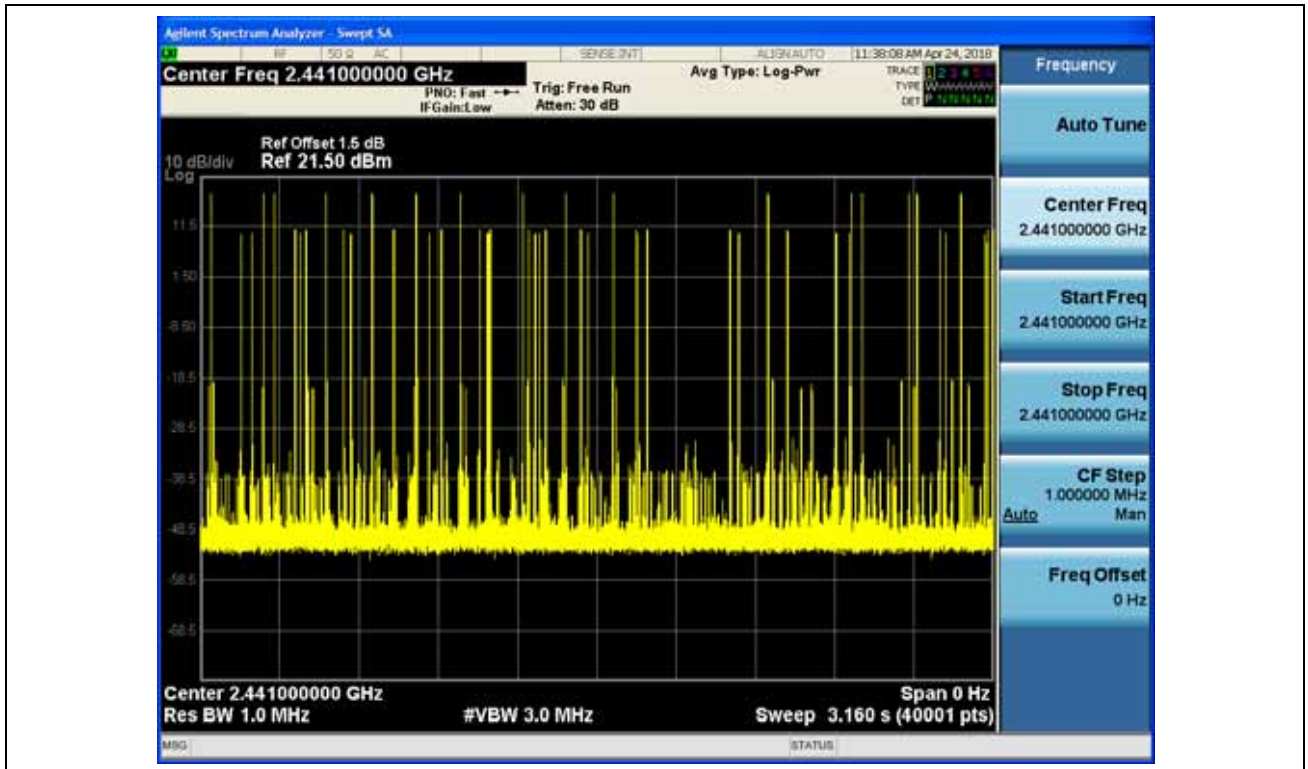 Agilent Spectrum Analyzer - Swept SA
LXI RF 50 Ω AC SENSE:INT ALIGNAUTO 11:38:08 AM Apr 24, 2018
Center Freq 2.441000000 GHz
PNO: Fast
IFGain:Low
Trig: Free Run
Atten: 30 dB
Avg Type: Log-Pwr
TRACE 1 2 3 4 5 6
TYPE
DET P N N N N N
Ref Offset 1.5 dB
10 dB/div Ref 21.50 dBm
Log
11.5
1.50
-8.50
-18.5
-28.5
-38.5
-48.5
-58.5
-68.5
Center 2.441000000 GHz Span 0 Hz
Res BW 1.0 MHz #VBW 3.0 MHz Sweep 3.160 s (40001 pts)
MSG STATUS
Frequency
Auto Tune
Center Freq
2.441000000 GHz
Start Freq
2.441000000 GHz
Stop Freq
2.441000000 GHz
CF Step
1.000000 MHz
Auto Man
Freq Offset
0 Hz